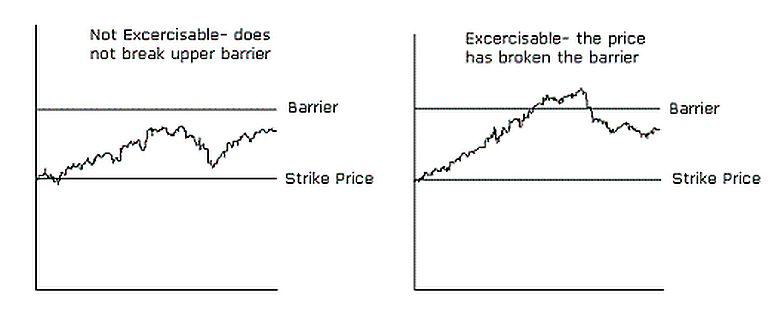 Not Excercisable- does
not break upper barrier
Barrier
Strike Price
Excercisable- the price
has broken the barrier
Barrier
Strike Price